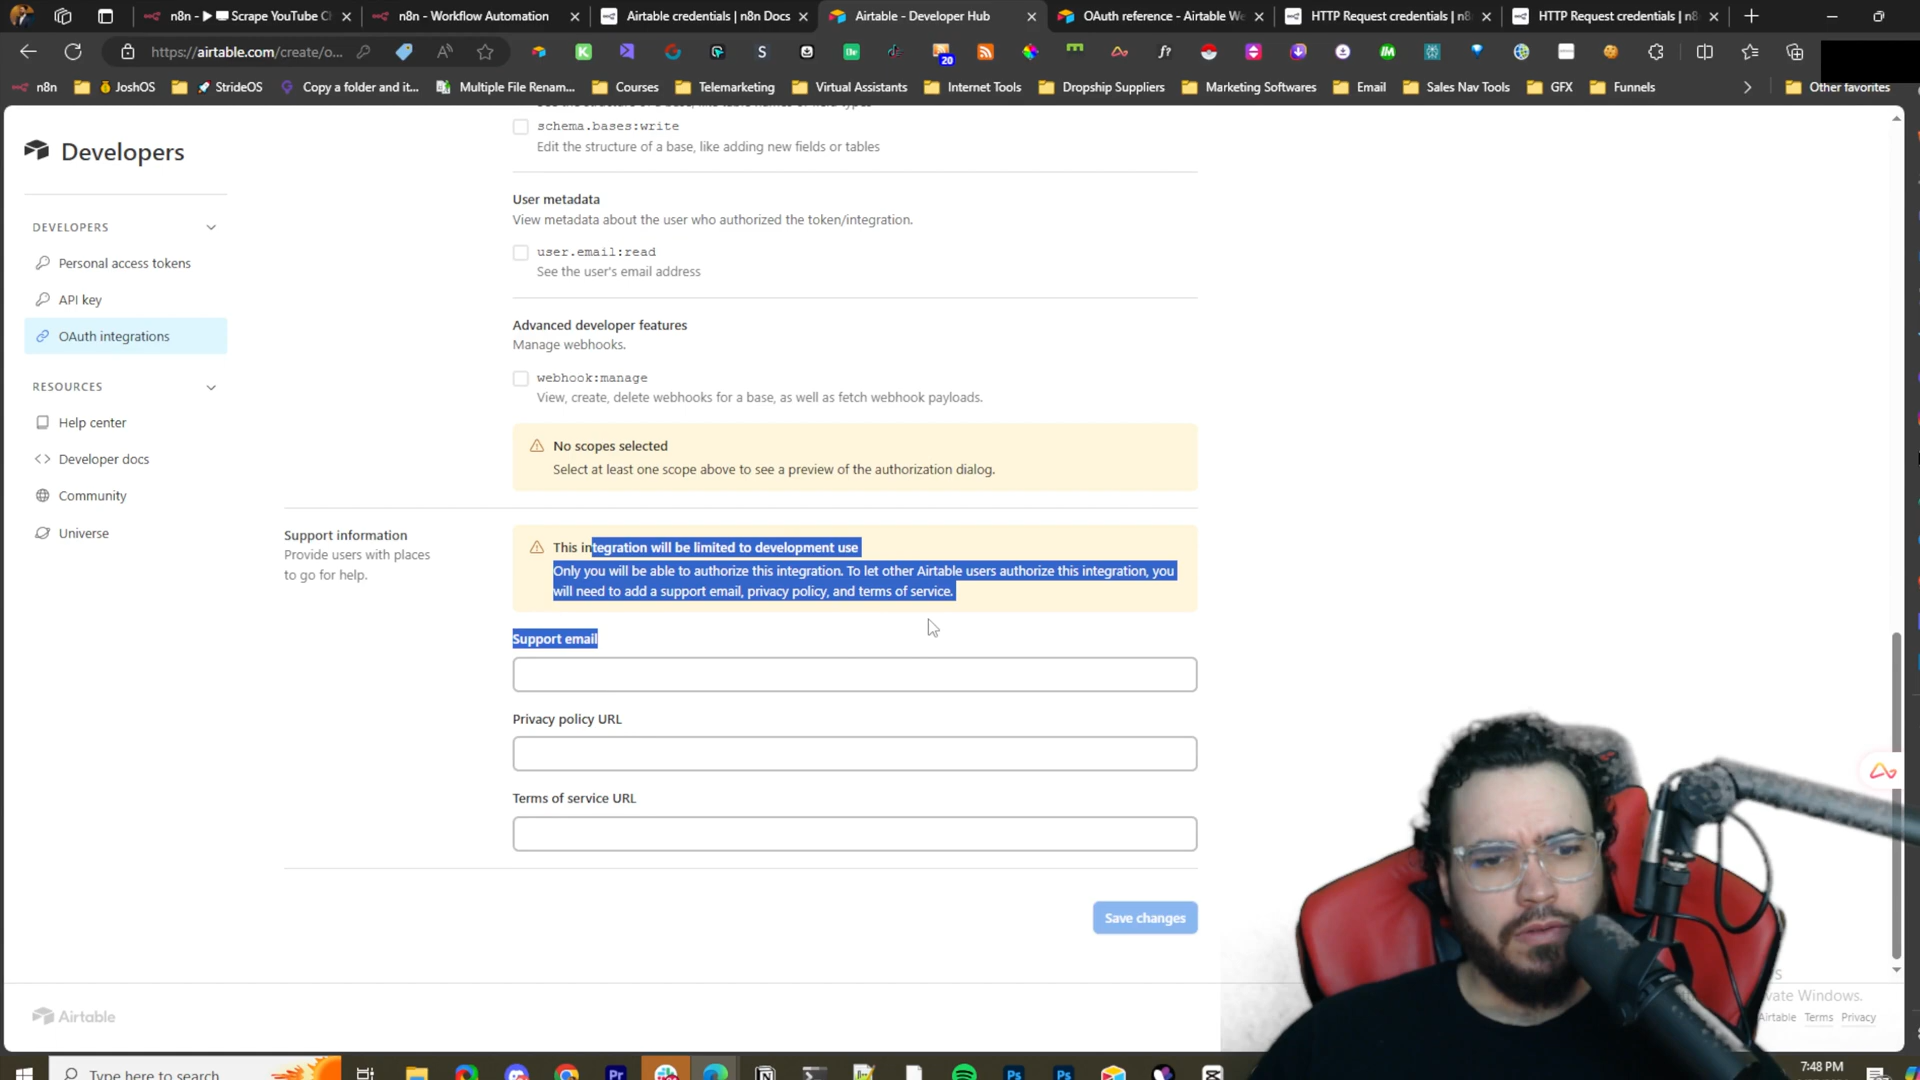 n8n - ▶ 🖥 Scrape YouTube C
n8n - Workflow Automation
Airtable credentials | n8n Docs
Airtable - Developer Hub
OAuth reference - Airtable We
HTTP Request credentials | n8
HTTP Request credentials | n8
https://airtable.com/create/o...
20
n8n
JoshOS
StrideOS
Copy a folder and it...
Multiple File Renam...
Courses
Telemarketing
Virtual Assistants
Internet Tools
Dropship Suppliers
Marketing Softwares
Email
Sales Nav Tools
GFX
Funnels
Other favorites
Developers
DEVELOPERS
Personal access tokens
API key
OAuth integrations
RESOURCES
Help center
Developer docs
Community
Universe
schema.bases:write
Edit the structure of a base, like adding new fields or tables
User metadata
View metadata about the user who authorized the token/integration.
user.email:read
See the user's email address
Advanced developer features
Manage webhooks.
webhook:manage
View, create, delete webhooks for a base, as well as fetch webhook payloads.
No scopes selected
Select at least one scope above to see a preview of the authorization dialog.
Support information
Provide users with places
to go for help.
This integration will be limited to development use
Only you will be able to authorize this integration. To let other Airtable users authorize this integration, you
will need to add a support email, privacy policy, and terms of service.
Support email
Privacy policy URL
Terms of service URL
Save changes
Airtable
vate Windows.
Airtable Terms Privacy
Type here to search
7:48 PM